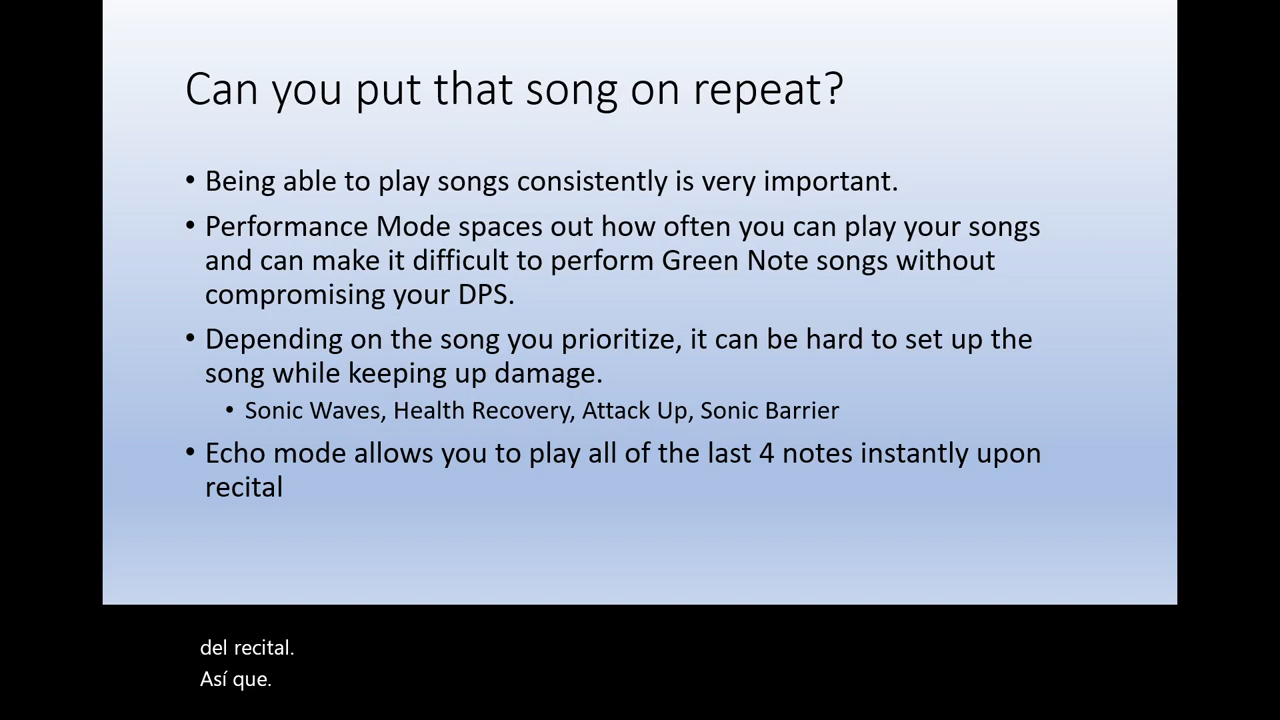 Can you put that song on repeat?
• Being able to play songs consistently is very important.
• Performance Mode spaces out how often you can play your songs
and can make it difficult to perform Green Note songs without
compromising your DPS.
• Depending on the song you prioritize, it can be hard to set up the
song while keeping up damage.
• Sonic Waves, Health Recovery, Attack Up, Sonic Barrier
• Echo mode allows you to play all of the last 4 notes instantly upon
recital
del recital.
Así que.